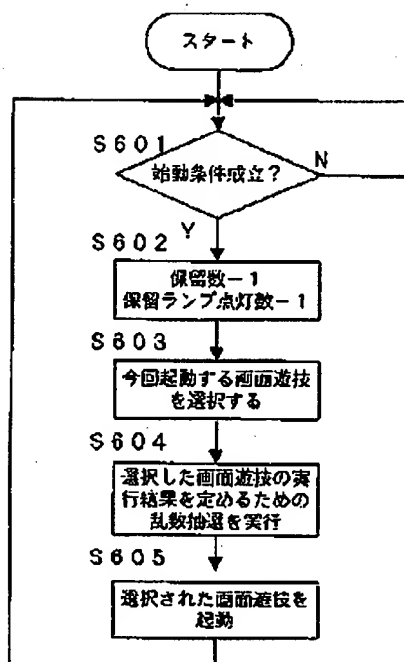 スタート
S601
始動条件成立?
N
Y
S602
保留数-1
保留ランプ点灯数-1
S603
今回起動する画面遊技
を選択する
S604
選択した画面遊技の実
行結果を定めるための
乱数抽選を実行
S605
選択された画面遊技を
起動